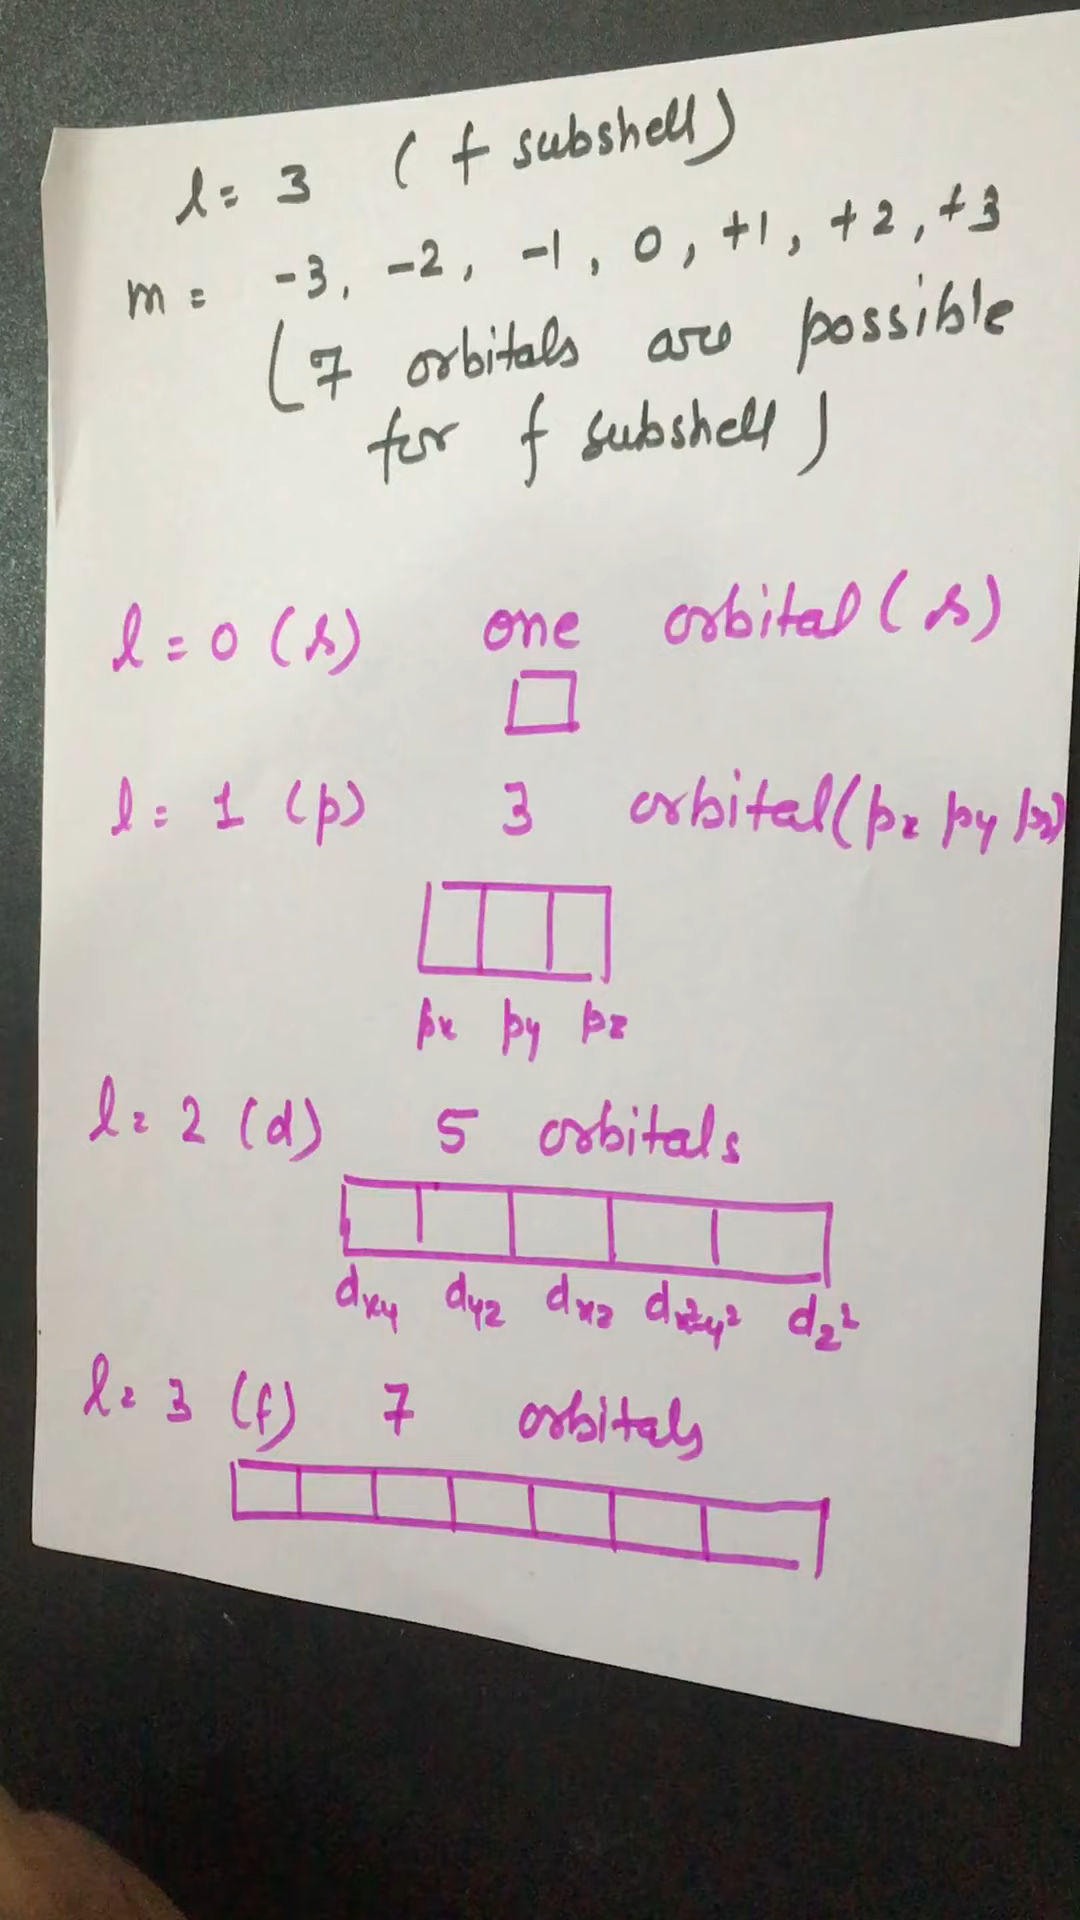 l = 3 ( f subshell)
m = -3, -2, -1, 0, +1, +2, +3
(7 orbitals are possible
for f subshell)
l = 0 (s) one orbital (s)
l = 1 (p) 3 orbital (px py pz)
px py pz
l = 2 (d) 5 orbitals
dxy dyz dxz dx²-y² dz²
l = 3 (f) 7 orbitals